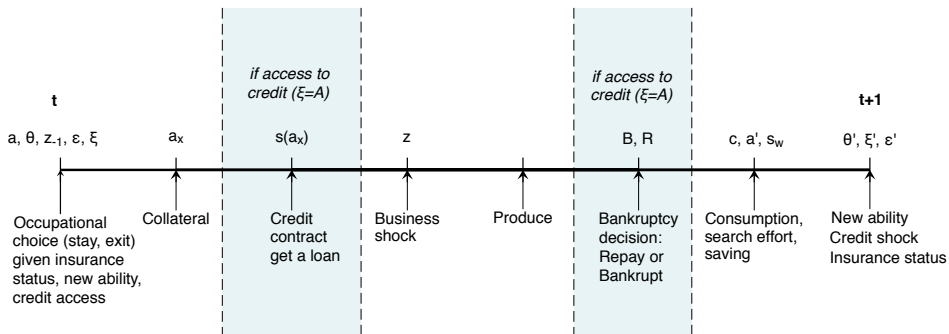 if access to
credit (ξ=A)
if access to
credit (ξ=A)
t
t+1
a, θ, z-1, ε, ξ
ax
s(ax)
z
B, R
c, a', sw
θ', ξ', ε'
Occupational
choice (stay, exit)
given insurance
status, new ability,
credit access
Collateral
Credit
contract
get a loan
Business
shock
Produce
Bankruptcy
decision:
Repay or
Bankrupt
Consumption,
search effort,
saving
New ability
Credit shock
Insurance status